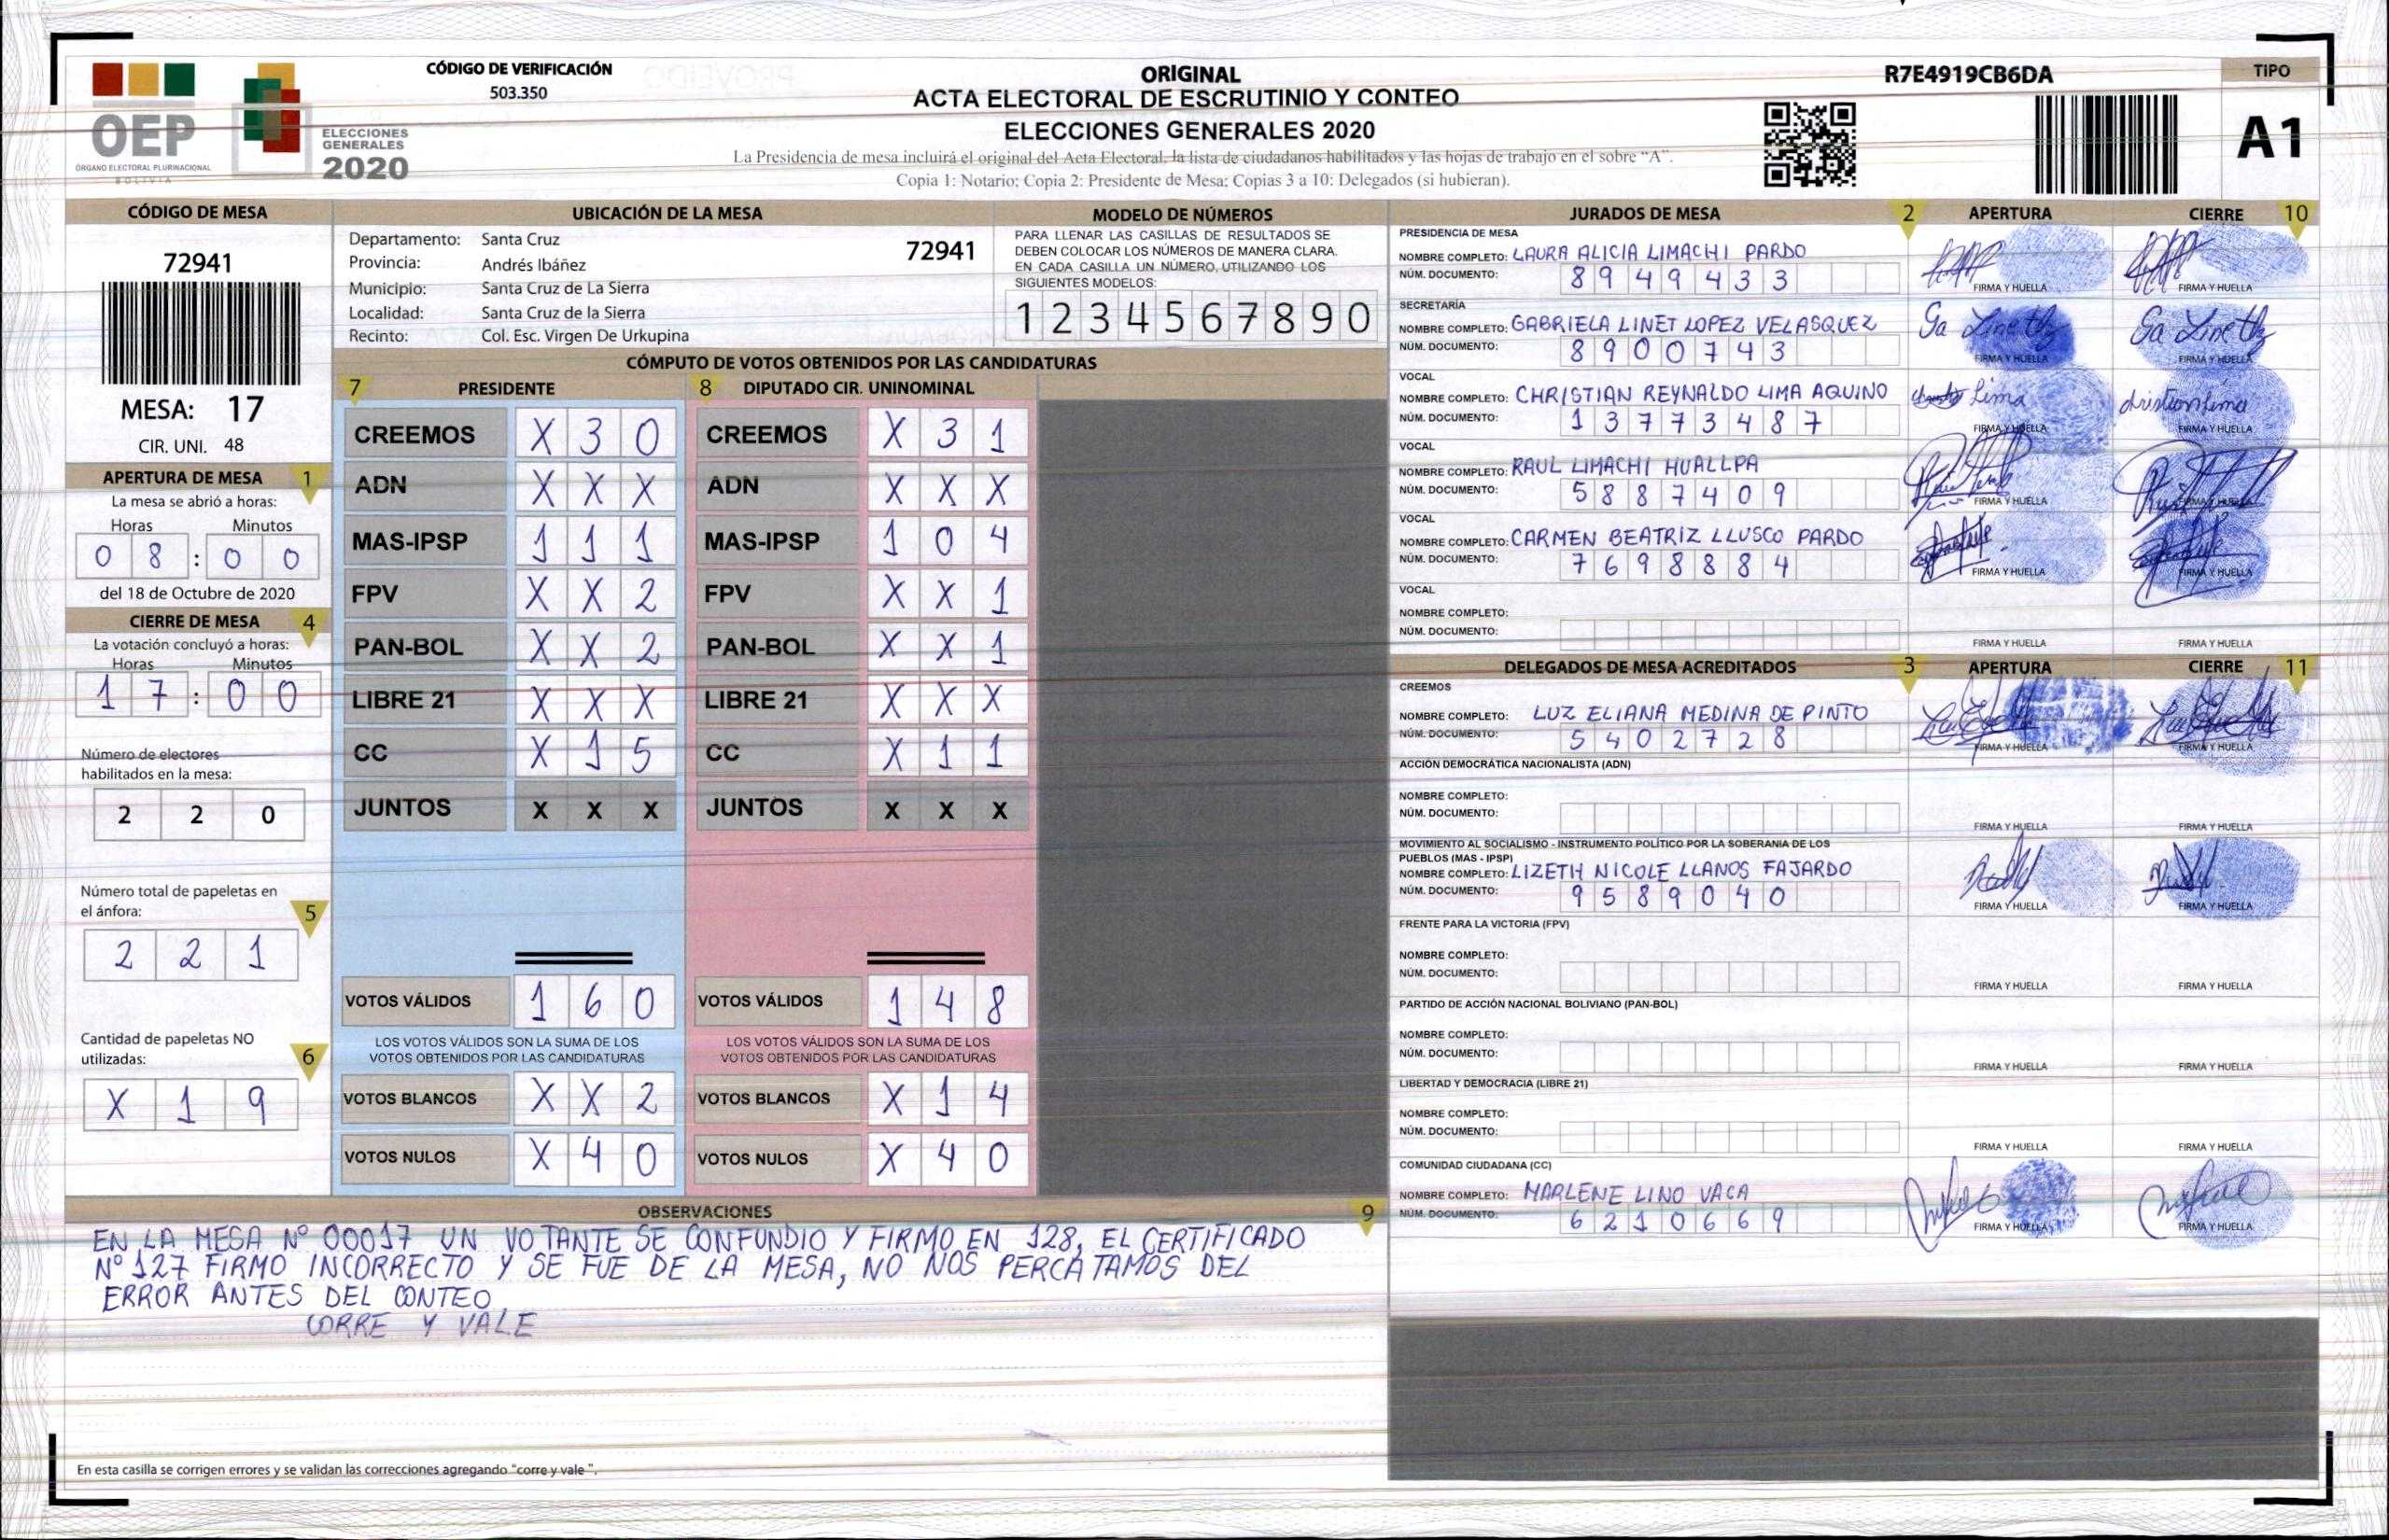 CÓDIGO DE VERIFICACIÓN
503.350
OEP
ÓRGANO ELECTORAL PLURINACIONAL
BOLIVIA
ELECCIONES
GENERALES
2020
ORIGINAL
ACTA ELECTORAL DE ESCRUTINIO Y CONTEO
ELECCIONES GENERALES 2020
La Presidencia de mesa incluirá el original del Acta Electoral, la lista de ciudadanos habilitados y las hojas de trabajo en el sobre "A".
Copia 1: Notario; Copia 2: Presidente de Mesa; Copias 3 a 10: Delegados (si hubieran).
R7E4919CB6DA
TIPO
A1
CÓDIGO DE MESA
72941
MESA: 17
CIR. UNI. 48
APERTURA DE MESA 1
La mesa se abrió a horas:
Horas Minutos
0 8 : 0 0
del 18 de Octubre de 2020
CIERRE DE MESA 4
La votación concluyó a horas:
Horas Minutos
1 7 : 0 0
Número de electores
habilitados en la mesa:
2 2 0
Número total de papeletas en
el ánfora:
5
2 2 1
Cantidad de papeletas NO
utilizadas:
6
X 1 9
UBICACIÓN DE LA MESA
Departamento: Santa Cruz
72941
Provincia: Andrés Ibáñez
Municipio: Santa Cruz de La Sierra
Localidad: Santa Cruz de la Sierra
Recinto: Col. Esc. Virgen De Urkupina
MODELO DE NÚMEROS
PARA LLENAR LAS CASILLAS DE RESULTADOS SE
DEBEN COLOCAR LOS NÚMEROS DE MANERA CLARA.
EN CADA CASILLA UN NÚMERO, UTILIZANDO LOS
SIGUIENTES MODELOS:
1 2 3 4 5 6 7 8 9 0
CÓMPUTO DE VOTOS OBTENIDOS POR LAS CANDIDATURAS
7 PRESIDENTE
CREEMOS X 3 0
ADN X X X
MAS-IPSP 1 1 1
FPV X X 2
PAN-BOL X X 2
LIBRE 21 X X X
CC X 1 5
JUNTOS X X X
VOTOS VÁLIDOS 1 6 0
LOS VOTOS VÁLIDOS SON LA SUMA DE LOS
VOTOS OBTENIDOS POR LAS CANDIDATURAS
VOTOS BLANCOS X X 2
VOTOS NULOS X 4 0
8 DIPUTADO CIR. UNINOMINAL
CREEMOS X 3 1
ADN X X X
MAS-IPSP 1 0 4
FPV X X 1
PAN-BOL X X 1
LIBRE 21 X X X
CC X 1 1
JUNTOS X X X
VOTOS VÁLIDOS 1 4 8
LOS VOTOS VÁLIDOS SON LA SUMA DE LOS
VOTOS OBTENIDOS POR LAS CANDIDATURAS
VOTOS BLANCOS X 1 4
VOTOS NULOS X 4 0
OBSERVACIONES 9
EN LA MESA Nº 00017 UN VOTANTE SE CONFUNDIO Y FIRMO EN 128, EL CERTIFICADO
Nº 127 FIRMO INCORRECTO Y SE FUE DE LA MESA, NO NOS PERCATAMOS DEL
ERROR ANTES DEL CONTEO
CORRE Y VALE
En esta casilla se corrigen errores y se validan las correcciones agregando "corre y vale".
JURADOS DE MESA 2 APERTURA CIERRE 10
PRESIDENCIA DE MESA
NOMBRE COMPLETO: LAURA ALICIA LIMACHI PARDO
NÚM. DOCUMENTO: 8 9 4 9 4 3 3
FIRMA Y HUELLA FIRMA Y HUELLA
SECRETARÍA
NOMBRE COMPLETO: GABRIELA LINET LOPEZ VELASQUEZ
NÚM. DOCUMENTO: 8 9 0 0 7 4 3
FIRMA Y HUELLA FIRMA Y HUELLA
VOCAL
NOMBRE COMPLETO: CHRISTIAN REYNALDO LIMA AQUINO
NÚM. DOCUMENTO: 1 3 7 7 3 4 8 7
Lima
FIRMA Y HUELLA FIRMA Y HUELLA
VOCAL
NOMBRE COMPLETO: RAUL LIMACHI HUALLPA
NÚM. DOCUMENTO: 5 8 8 7 4 0 9
FIRMA Y HUELLA FIRMA Y HUELLA
VOCAL
NOMBRE COMPLETO: CARMEN BEATRIZ LLUSCO PARDO
NÚM. DOCUMENTO: 7 6 9 8 8 8 4
FIRMA Y HUELLA FIRMA Y HUELLA
VOCAL
NOMBRE COMPLETO:
NÚM. DOCUMENTO:
FIRMA Y HUELLA FIRMA Y HUELLA
DELEGADOS DE MESA ACREDITADOS 3 APERTURA CIERRE 11
CREEMOS
NOMBRE COMPLETO: LUZ ELIANA MEDINA DE PINTO
NÚM. DOCUMENTO: 5 4 0 2 7 2 8
FIRMA Y HUELLA FIRMA Y HUELLA
ACCIÓN DEMOCRÁTICA NACIONALISTA (ADN)
NOMBRE COMPLETO:
NÚM. DOCUMENTO:
FIRMA Y HUELLA FIRMA Y HUELLA
MOVIMIENTO AL SOCIALISMO - INSTRUMENTO POLÍTICO POR LA SOBERANIA DE LOS
PUEBLOS (MAS - IPSP)
NOMBRE COMPLETO: LIZETH NICOLE LLANOS FAJARDO
NÚM. DOCUMENTO: 9 5 8 9 0 4 0
FIRMA Y HUELLA FIRMA Y HUELLA
FRENTE PARA LA VICTORIA (FPV)
NOMBRE COMPLETO:
NÚM. DOCUMENTO:
FIRMA Y HUELLA FIRMA Y HUELLA
PARTIDO DE ACCIÓN NACIONAL BOLIVIANO (PAN-BOL)
NOMBRE COMPLETO:
NÚM. DOCUMENTO:
FIRMA Y HUELLA FIRMA Y HUELLA
LIBERTAD Y DEMOCRACIA (LIBRE 21)
NOMBRE COMPLETO:
NÚM. DOCUMENTO:
FIRMA Y HUELLA FIRMA Y HUELLA
COMUNIDAD CIUDADANA (CC)
NOMBRE COMPLETO: MARLENE LINO VACA
NÚM. DOCUMENTO: 6 2 1 0 6 6 9
FIRMA Y HUELLA FIRMA Y HUELLA